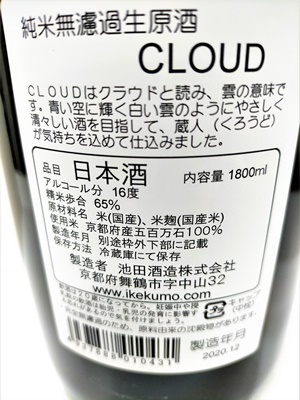 純米無濾過生原酒
CLOUD
CLOUDはクラウドと読み、雲の意味で
す。青い空に輝く白い雲のようにやさしく
清々しい酒を目指して、蔵人（くろうど）
が気持ちを込めて仕込みました。
品目 日本酒 内容量 1800ml
アルコール分 16度
精米歩合 65%
原材料名 米(国産)、米麹(国産米)
使用米 京都府産五百万石100%
製造年月 別途枠外下部に記載
保存方法 冷蔵庫にて保存
製造者 池田酒造株式会社
京都府舞鶴市字中山32
www.ikekumo.com
製造年月
2020.12